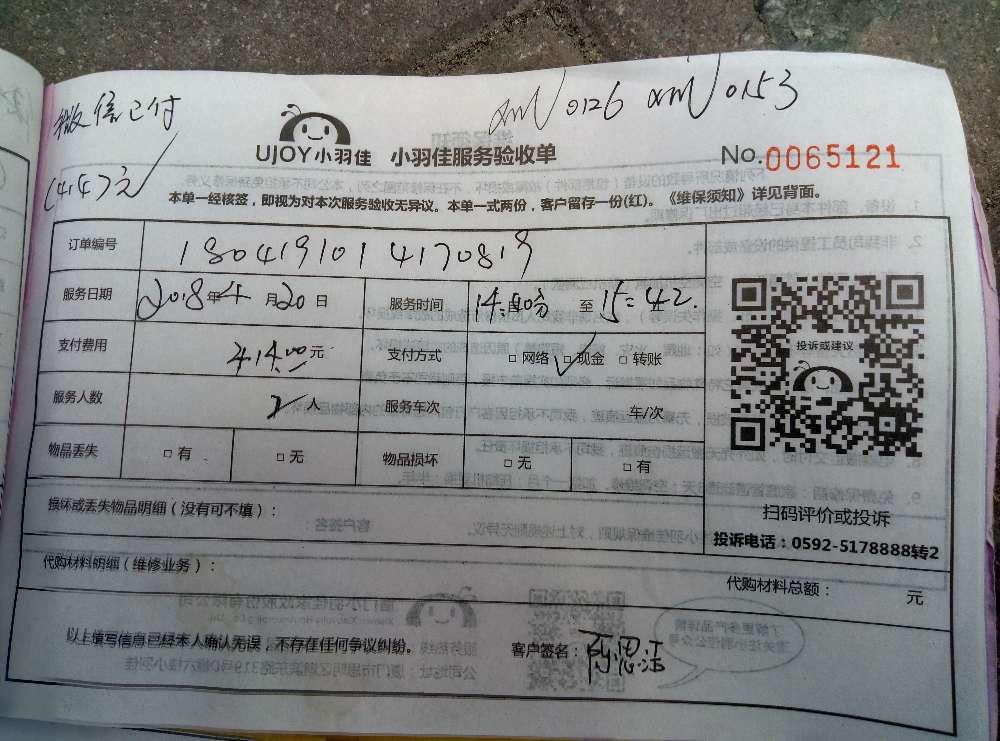 微信已付
(414)元
xm 0126 xm 0153
UJOY小羽佳 小羽佳服务验收单
No.0065121
本单一经核签，即视为对本次服务验收无异议。本单一式两份，客户留存一份(红)。《维保须知》详见背面。
订单编号 180419101 4170819
服务日期 2018年4月20日 服务时间 14: 至 15:42
支付费用 414.00元 支付方式 □网络 □现金 □转账
服务人数 2人 服务车次 车/次
物品丢失 □有 □无 物品损坏 □无 □有
损坏或丢失物品明细（没有可不填）：
投诉或建议
扫码评价或投诉
投诉电话：0592-5178888转2
代购材料明细（维修业务）：
代购材料总额： 元
以上填写信息已经本人确认无误，不存在任何争议纠纷。
客户签名：